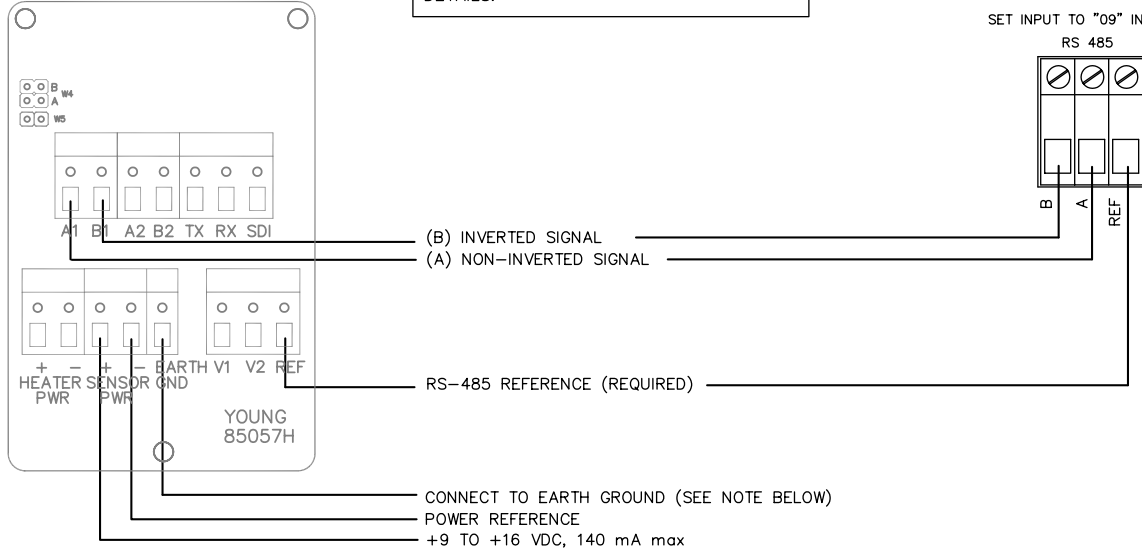 DETAILS.
SET INPUT TO "09" IN
RS 485
B
A
W4
W5
B
A
REF
A1 B1 A2 B2 TX RX SDI
(B) INVERTED SIGNAL
(A) NON-INVERTED SIGNAL
+ - + - EARTH GND V1 V2 REF
HEATER PWR
SENSOR PWR
RS-485 REFERENCE (REQUIRED)
YOUNG
85057H
CONNECT TO EARTH GROUND (SEE NOTE BELOW)
POWER REFERENCE
+9 TO +16 VDC, 140 mA max